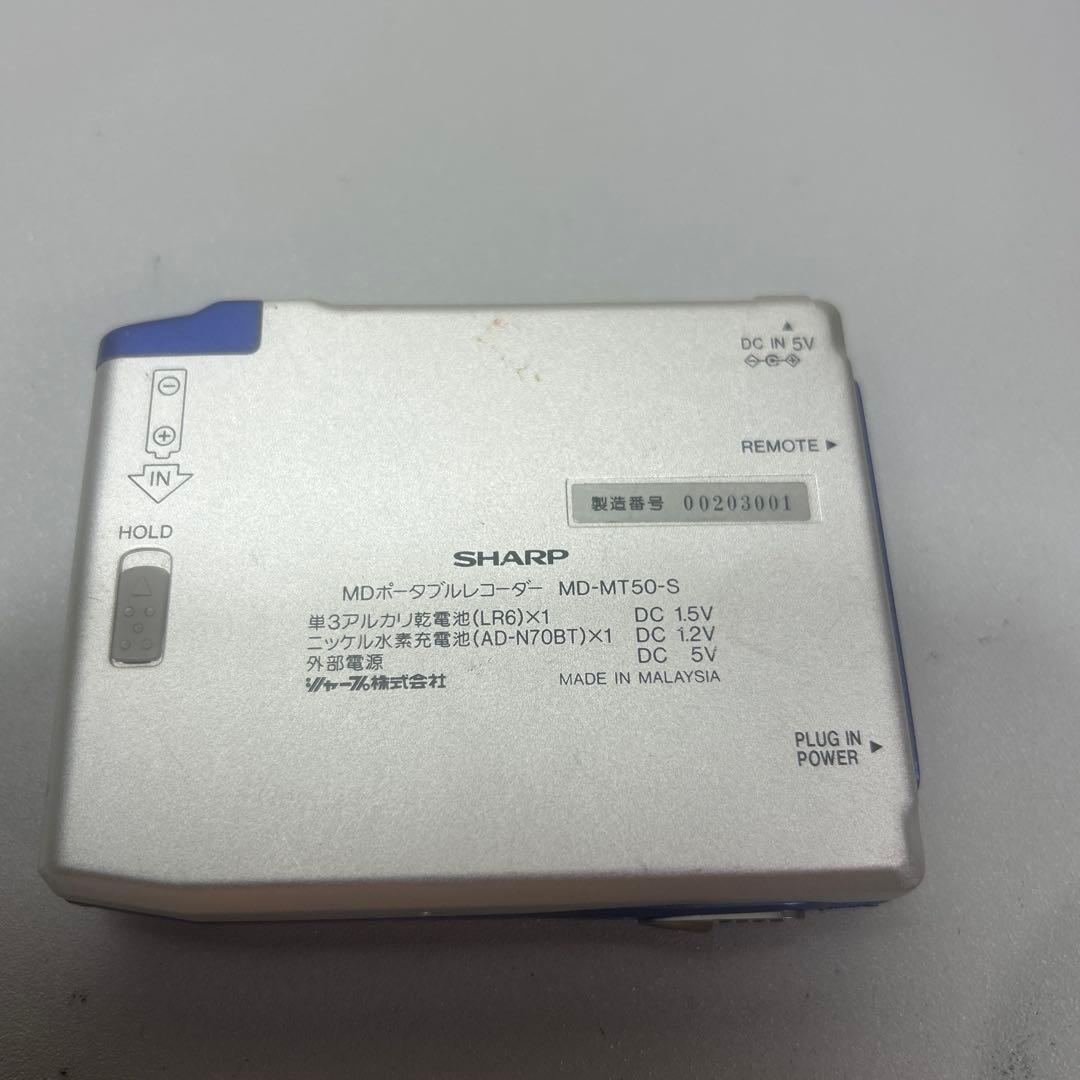 DC IN 5V
REMOTE
IN
製造番号 00203001
HOLD
SHARP
MDポータブルレコーダー MD-MT50-S
単3アルカリ乾電池(LR6)×1 DC 1.5V
ニッケル水素充電池(AD-N70BT)×1 DC 1.2V
外部電源 DC 5V
シャープ株式会社 MADE IN MALAYSIA
PLUG IN
POWER